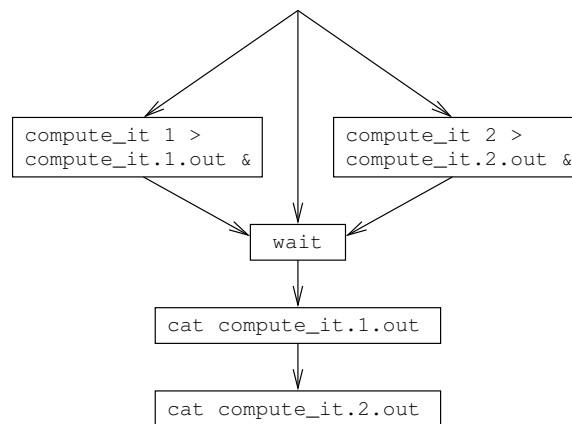 compute_it 1 >
compute_it.1.out &
compute_it 2 >
compute_it.2.out &
wait
cat compute_it.1.out
cat compute_it.2.out